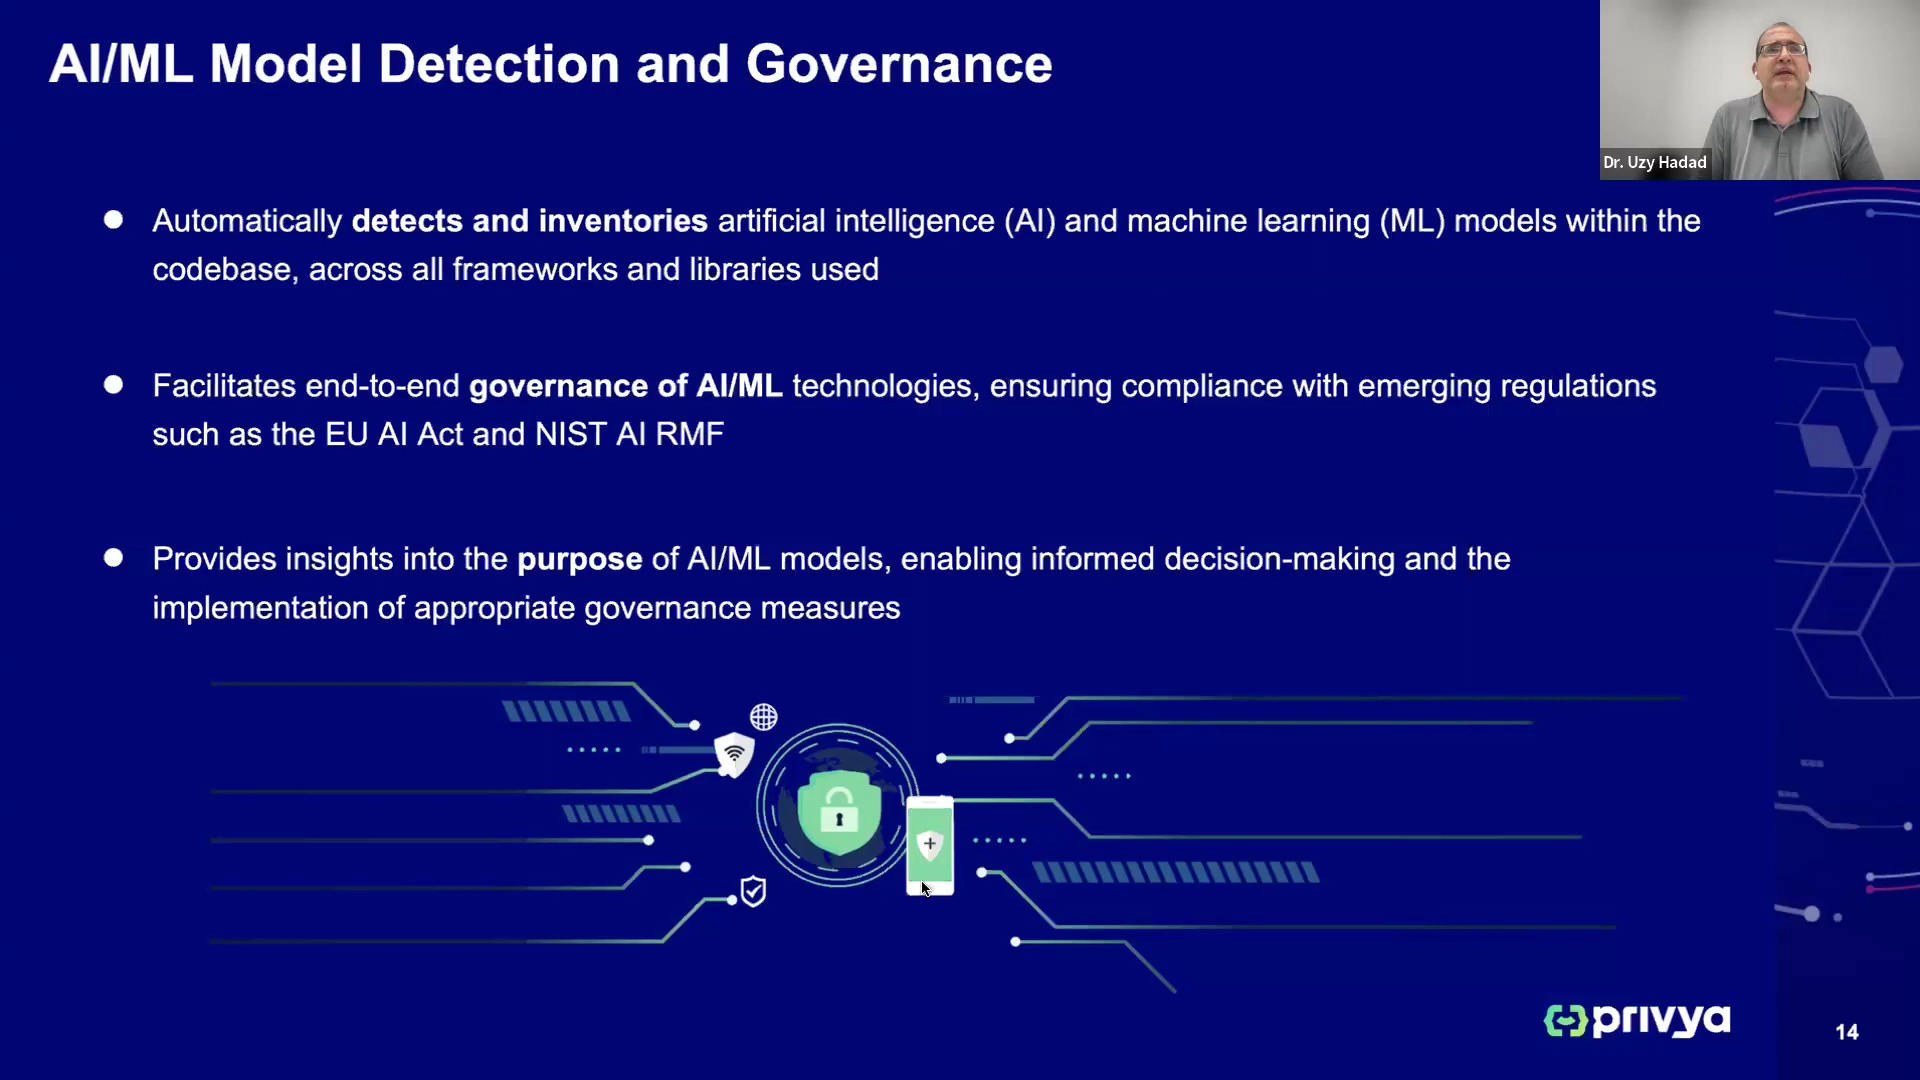 AI/ML Model Detection and Governance
Dr. Uzy Hadad
Automatically detects and inventories artificial intelligence (AI) and machine learning (ML) models within the
codebase, across all frameworks and libraries used
Facilitates end-to-end governance of AI/ML technologies, ensuring compliance with emerging regulations
such as the EU AI Act and NIST AI RMF
Provides insights into the purpose of AI/ML models, enabling informed decision-making and the
implementation of appropriate governance measures
privya
14